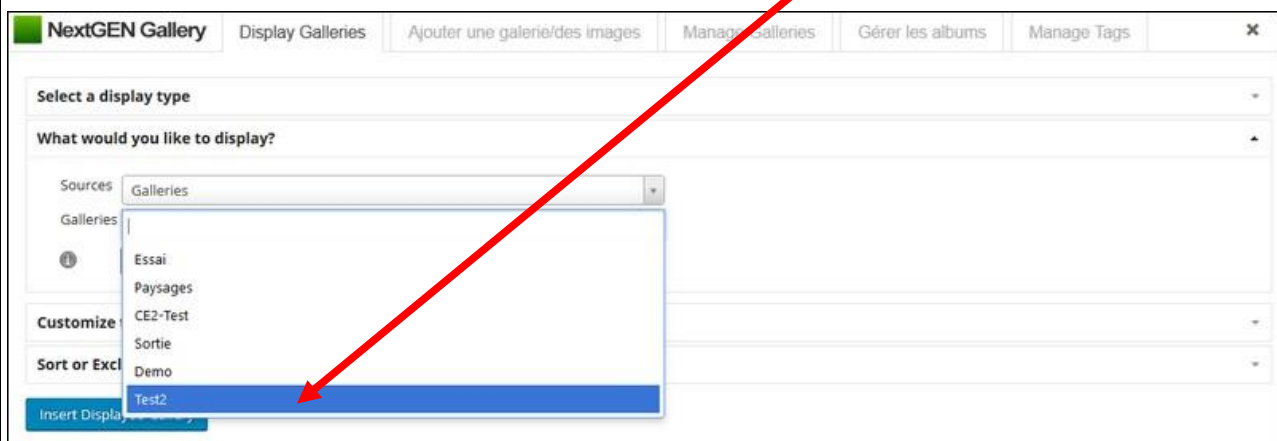 NextGEN Gallery Display Galleries Ajouter une galerie/des images Manage Galleries Gérer les albums Manage Tags ×
Select a display type
What would you like to display?
Sources Galleries
Galleries
Essai
Paysages
CE2-Test
Customize
Sortie
Sort or Excl
Demo
Test2
Insert Display